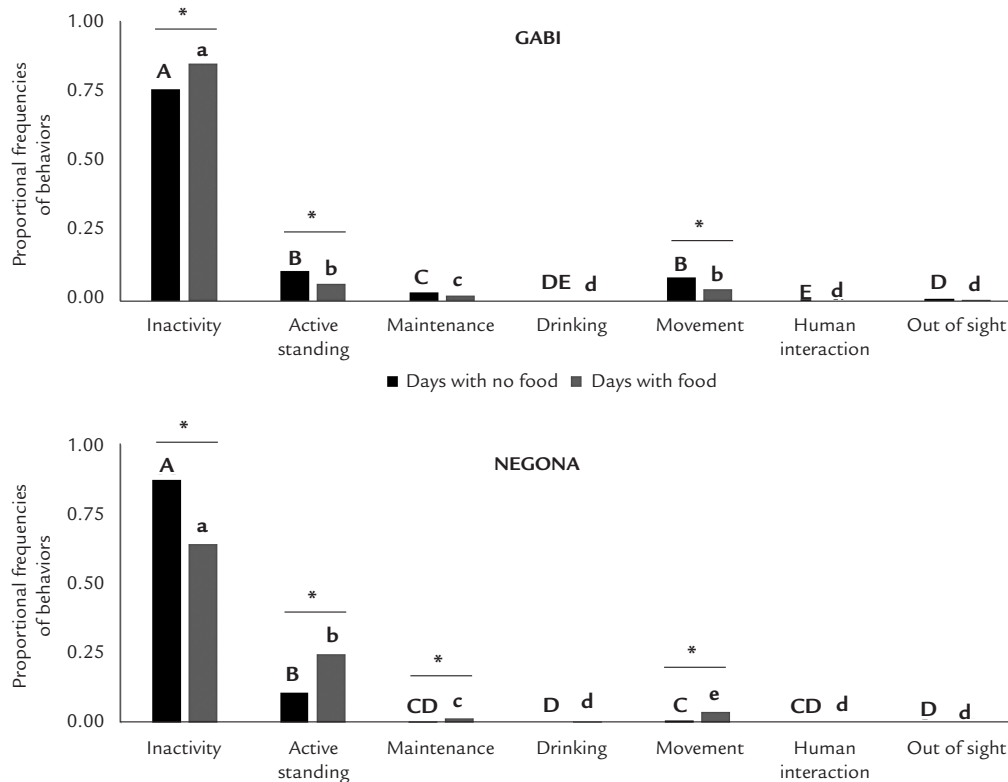 GABI
Proportional frequencies
of behaviors
1.00
0.75
0.50
0.25
0.00
*
A a
*
B b
C c
DE d
*
B b
E d
D d
Inactivity
Active
standing
Maintenance
Drinking
Movement
Human
interaction
Out of sight
Days with no food Days with food
NEGONA
Proportional frequencies
of behaviors
1.00
0.75
0.50
0.25
0.00
*
A a
*
B b
*
CD c
D d
*
C e
CD d
D d
Inactivity
Active
standing
Maintenance
Drinking
Movement
Human
interaction
Out of sight